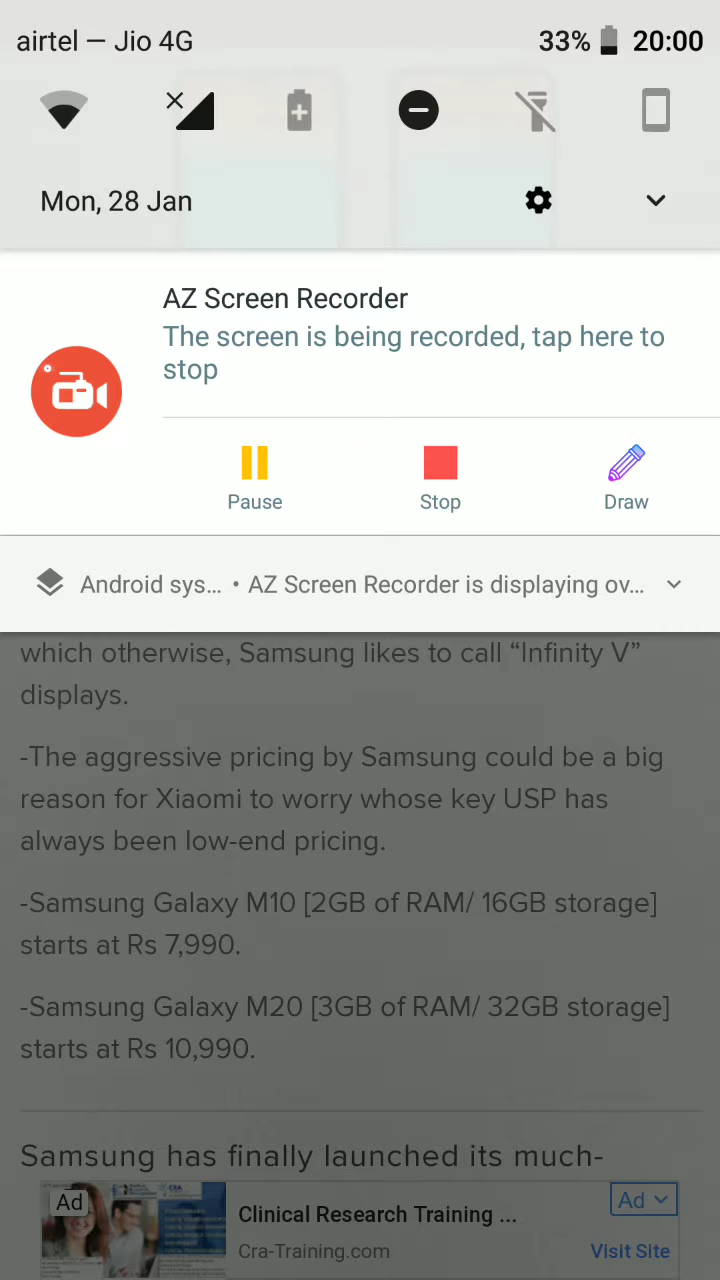 airtel — Jio 4G 33% 20:00
Mon, 28 Jan
AZ Screen Recorder
The screen is being recorded, tap here to
stop
Pause Stop Draw
Android sys... • AZ Screen Recorder is displaying ov...
which otherwise, Samsung likes to call “Infinity V”
displays.
-The aggressive pricing by Samsung could be a big
reason for Xiaomi to worry whose key USP has
always been low-end pricing.
-Samsung Galaxy M10 [2GB of RAM/ 16GB storage]
starts at Rs 7,990.
-Samsung Galaxy M20 [3GB of RAM/ 32GB storage]
starts at Rs 10,990.
Samsung has finally launched its much-
Ad
Clinical Research Training ...
Ad
Cra-Training.com
Visit Site